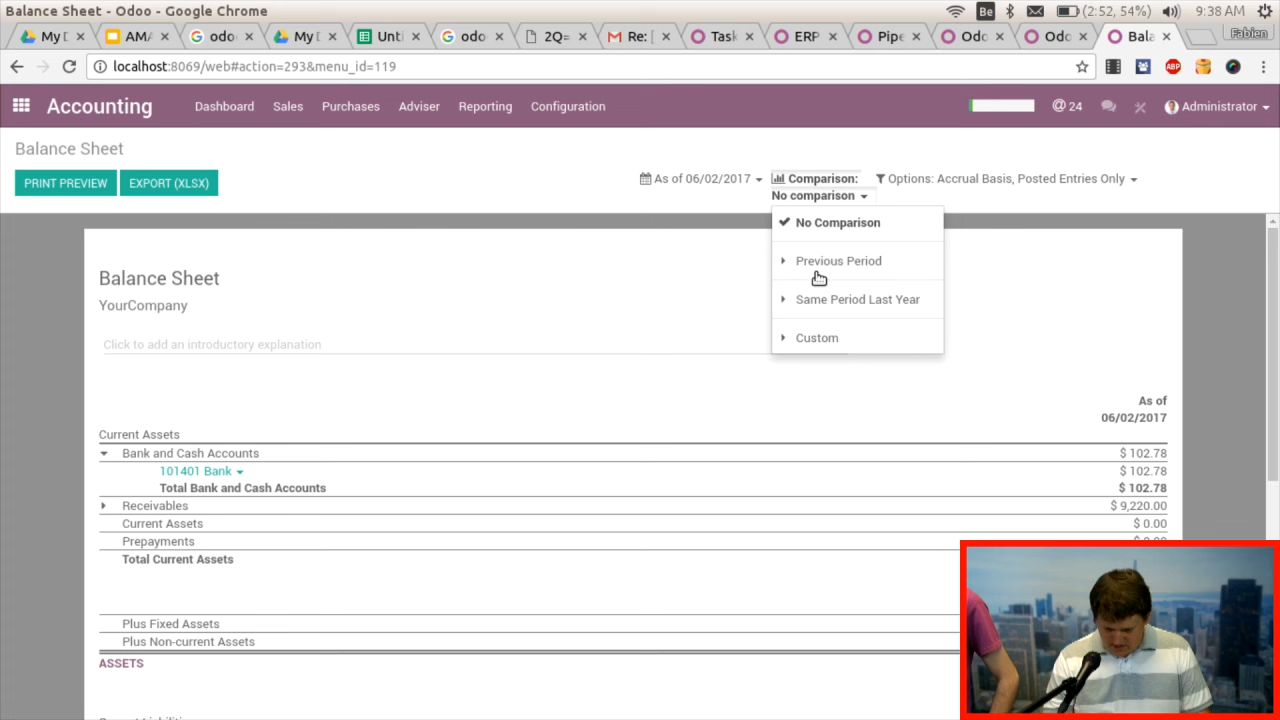 Balance Sheet - Odoo - Google Chrome
Be
(2:52, 54%)
9:38 AM
My D
AMA
odo
My D
Unti
odo
2Q=
Re: [
Task
ERP
Pipe
Odo
Odo
Bala
Fabien
localhost:8069/web#action=293&menu_id=119
ABP
Accounting
Dashboard
Sales
Purchases
Adviser
Reporting
Configuration
@ 24
Administrator
Balance Sheet
PRINT PREVIEW
EXPORT (XLSX)
As of 06/02/2017
Comparison:
No comparison
Options: Accrual Basis, Posted Entries Only
No Comparison
Previous Period
Same Period Last Year
Custom
Balance Sheet
YourCompany
Click to add an introductory explanation
As of
06/02/2017
Current Assets
Bank and Cash Accounts $ 102.78
101401 Bank $ 102.78
Total Bank and Cash Accounts $ 102.78
Receivables $ 9,220.00
Current Assets $ 0.00
Prepayments
Total Current Assets
Plus Fixed Assets
Plus Non-current Assets
ASSETS